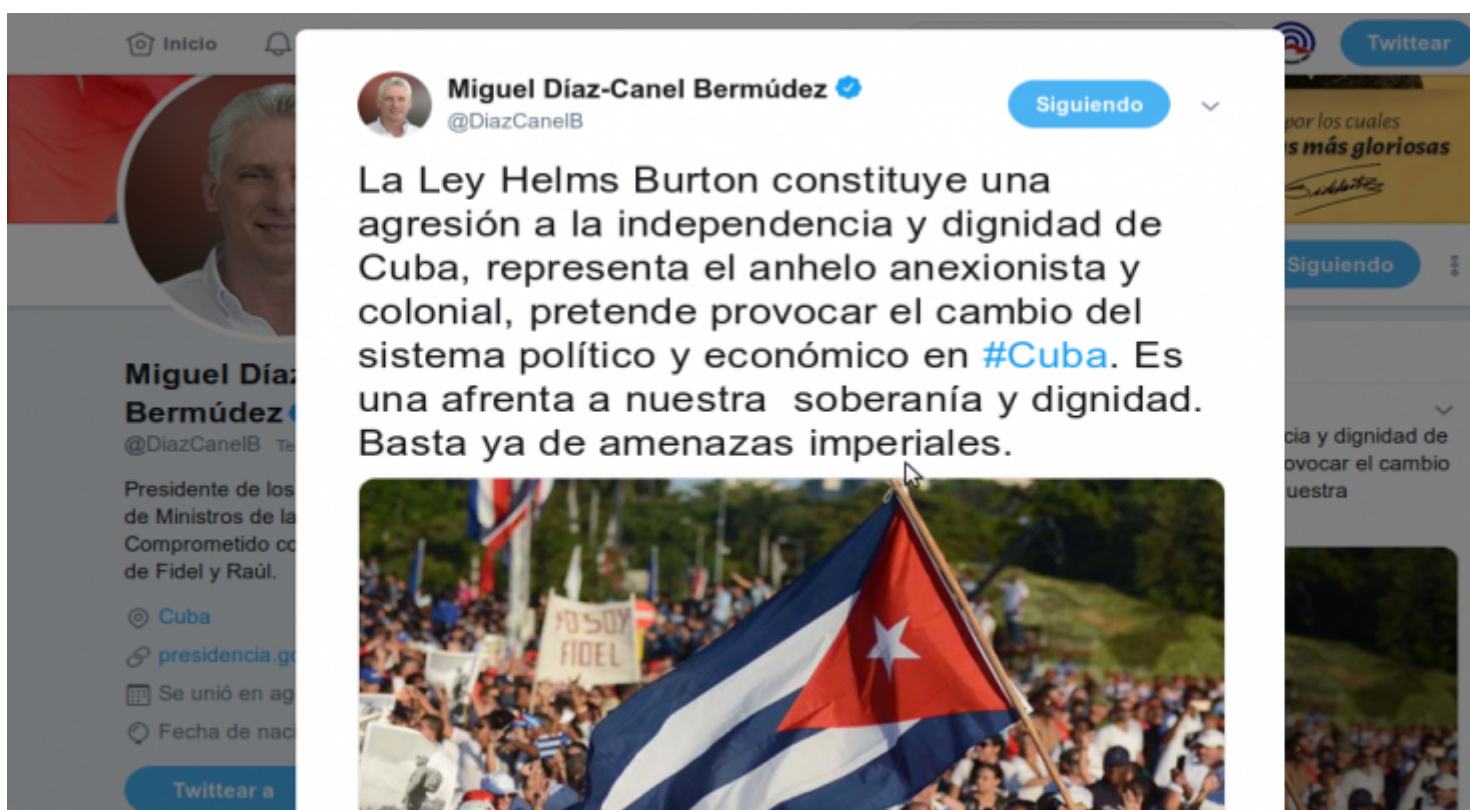 Inicio
Twittear
Miguel Díaz-Canel Bermúdez
@DiazCanelB
Siguiendo
La Ley Helms Burton constituye una
agresión a la independencia y dignidad de
Cuba, representa el anhelo anexionista y
colonial, pretende provocar el cambio del
sistema político y económico en #Cuba. Es
una afrenta a nuestra  soberanía y dignidad.
Basta ya de amenazas imperiales.
YO SOY
FIDEL
Miguel Díaz
Bermúdez
@DiazCanelB Te
Presidente de los
de Ministros de la
Comprometido co
de Fidel y Raúl.
Cuba
presidencia.go
Se unió en ag
Fecha de naci
Twittear a
por los cuales
s más gloriosas
Siguiendo
cia y dignidad de
ovocar el cambio
uestra